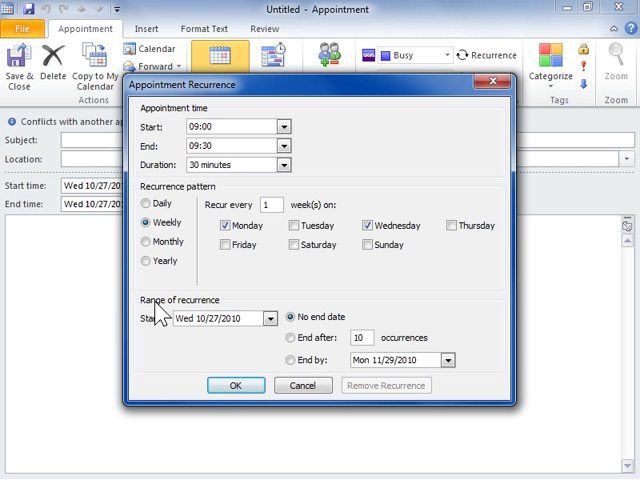 Untitled - Appointment
File Appointment Insert Format Text Review
Calendar
Busy
Recurrence
Save & Close
Delete
Copy to My Calendar
Forward
Categorize
Zoom
Actions
Tags
Zoom
Appointment Recurrence
Conflicts with another a
Subject:
Location:
Start time: Wed 10/27/20
End time: Wed 10/27/20
Appointment time
Start: 09:00
End: 09:30
Duration: 30 minutes
Recurrence pattern
Daily
Weekly
Monthly
Yearly
Recur every 1 week(s) on:
Monday Tuesday Wednesday Thursday
Friday Saturday Sunday
Range of recurrence
Sta Wed 10/27/2010
No end date
End after: 10 occurrences
End by: Mon 11/29/2010
OK Cancel Remove Recurrence